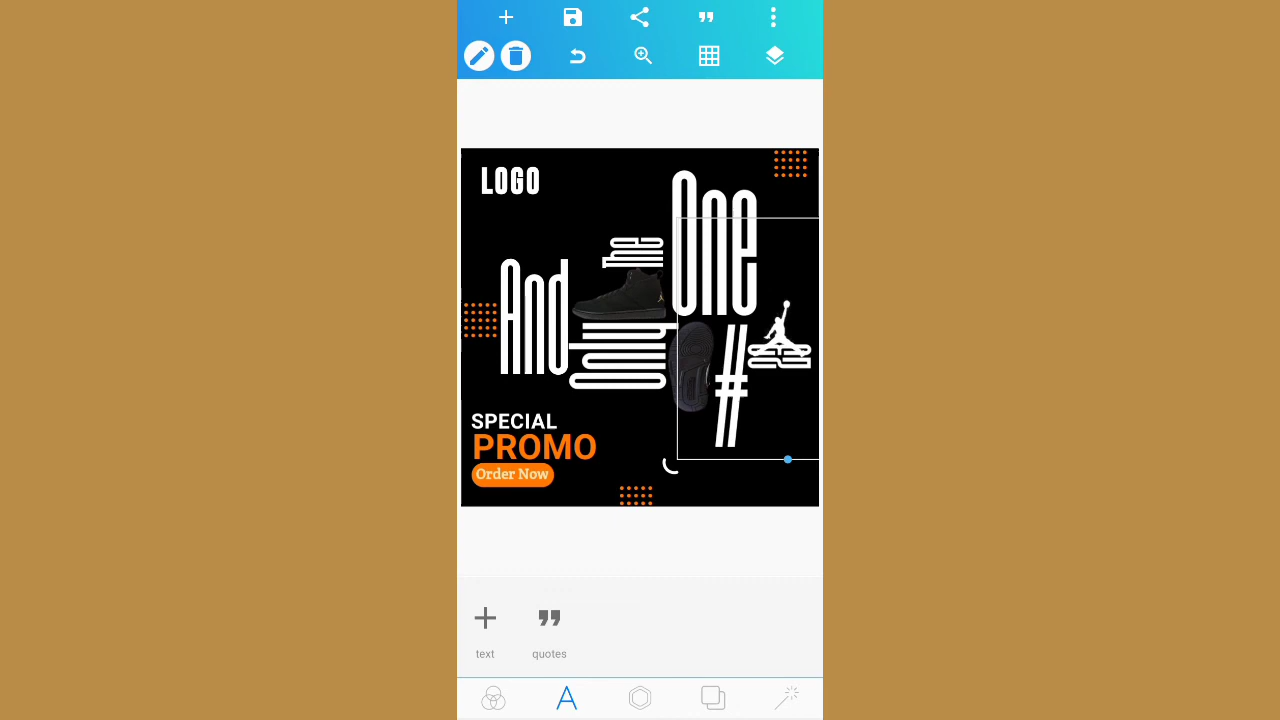 LOGO
One
The
And
Only
#
23
SPECIAL
PROMO
Order Now
text
quotes